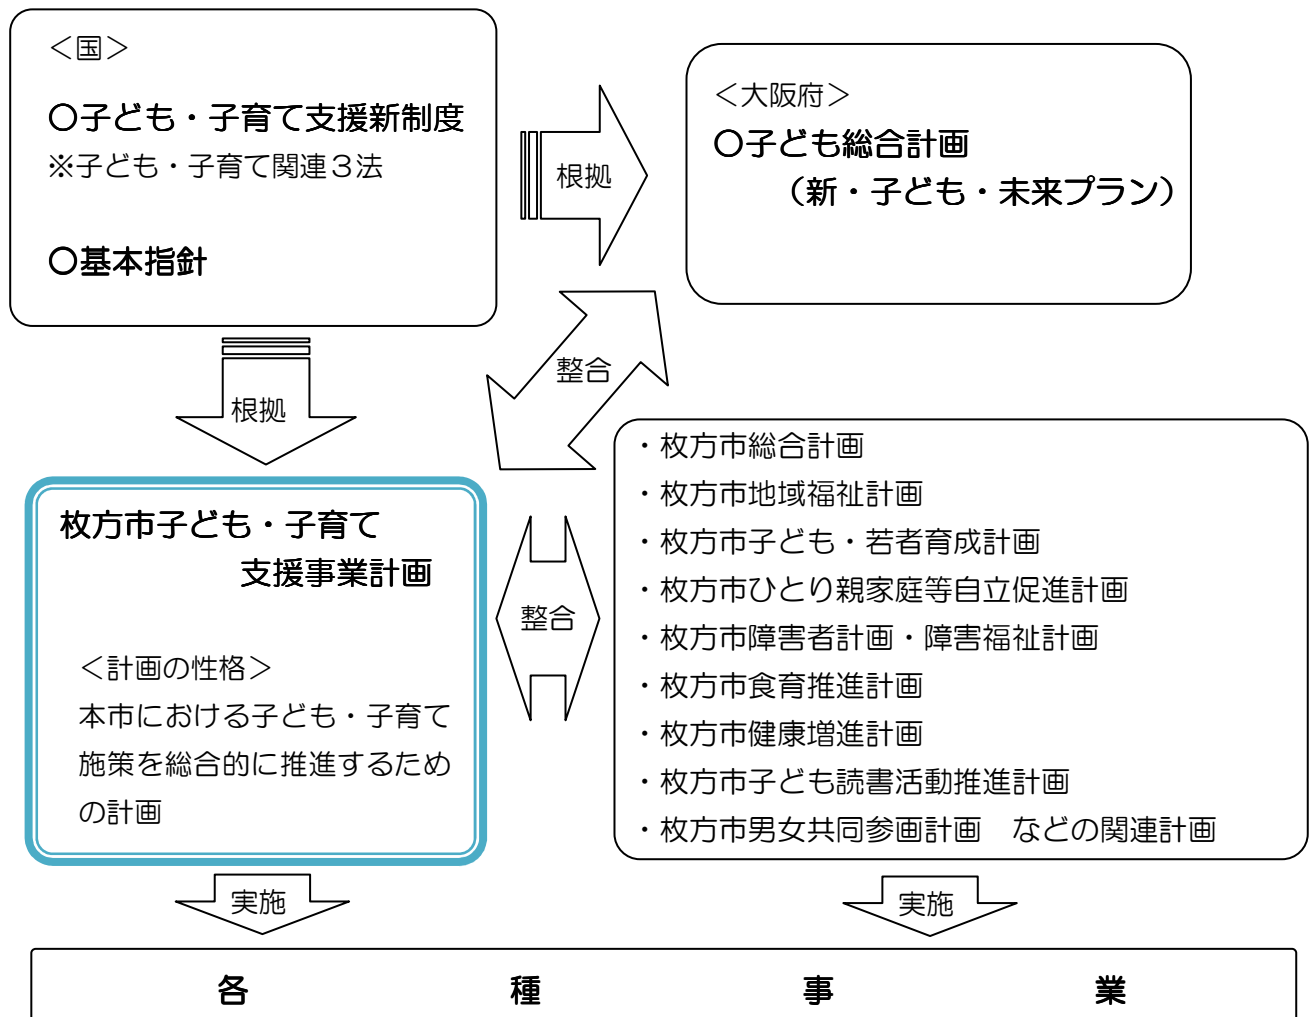 ＜国＞
○子ども・子育て支援新制度
※子ども・子育て関連３法
○基本指針
根拠
＜大阪府＞
○子ども総合計画
（新・子ども・未来プラン）
整合
根拠
枚方市子ども・子育て
支援事業計画
＜計画の性格＞
本市における子ども・子育て
施策を総合的に推進するため
の計画
整合
・枚方市総合計画
・枚方市地域福祉計画
・枚方市子ども・若者育成計画
・枚方市ひとり親家庭等自立促進計画
・枚方市障害者計画・障害福祉計画
・枚方市食育推進計画
・枚方市健康増進計画
・枚方市子ども読書活動推進計画
・枚方市男女共同参画計画　などの関連計画
実施
実施
各　種　事　業